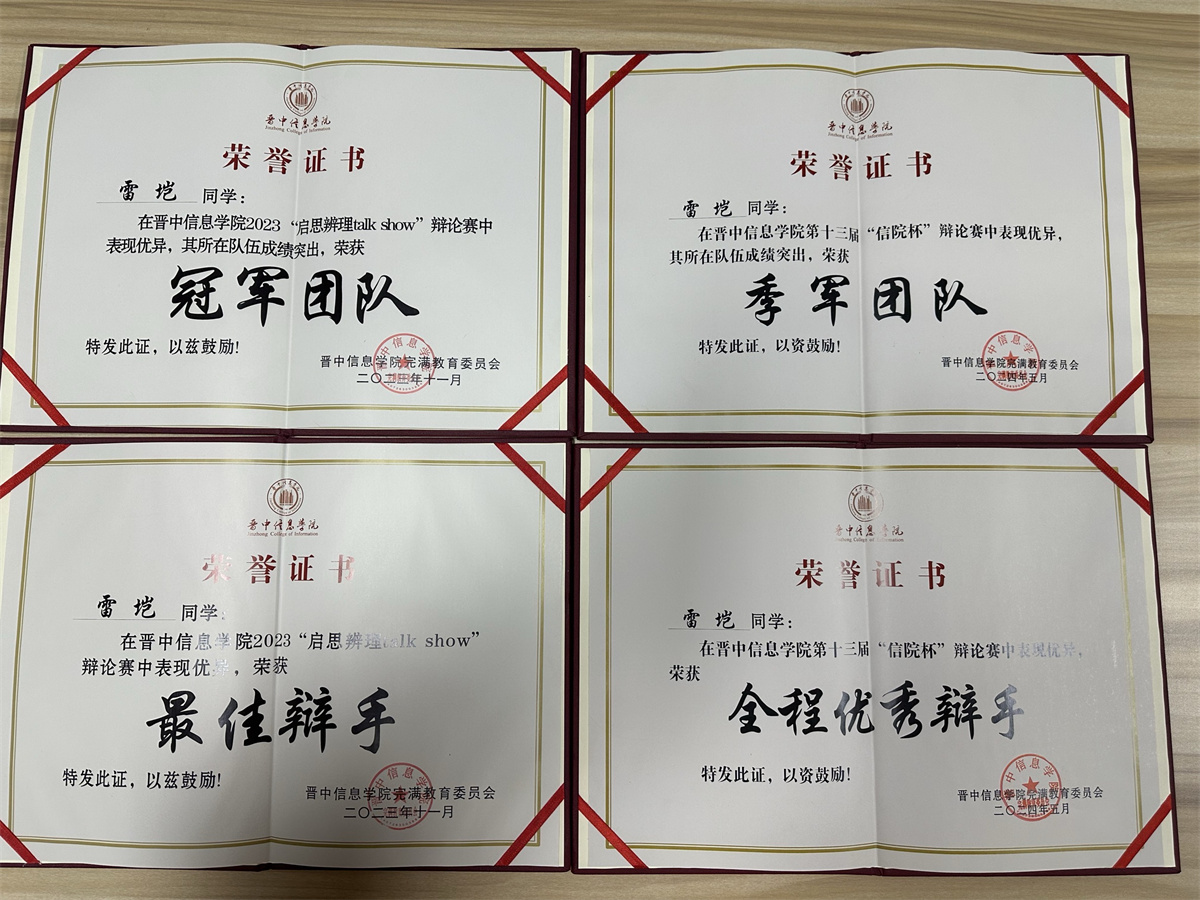 晋中信息学院
Jinzhong College of Information
荣誉证书
雷垲 同学：
在晋中信息学院2023“启思辨理talk show”辩论赛中
表现优异，其所在队伍成绩突出，荣获
冠军团队
特发此证，以兹鼓励！
晋中信息学院完满教育委员会
二〇二三年十一月
晋中信息学院
Jinzhong College of Information
荣誉证书
雷垲 同学：
在晋中信息学院第十三届“信院杯”辩论赛中表现优异，
其所在队伍成绩突出，荣获
季军团队
特发此证，以资鼓励！
晋中信息学院完满教育委员会
二〇二四年五月
晋中信息学院
Jinzhong College of Information
荣誉证书
雷垲 同学：
在晋中信息学院2023“启思辨理talk show”
辩论赛中表现优异，荣获
最佳辩手
特发此证，以兹鼓励！
晋中信息学院完满教育委员会
二〇二三年十一月
晋中信息学院
Jinzhong College of Information
荣誉证书
雷垲 同学：
在晋中信息学院第十三届“信院杯”辩论赛中表现优异，
荣获
全程优秀辩手
特发此证，以资鼓励！
晋中信息学院完满教育委员会
二〇二四年五月